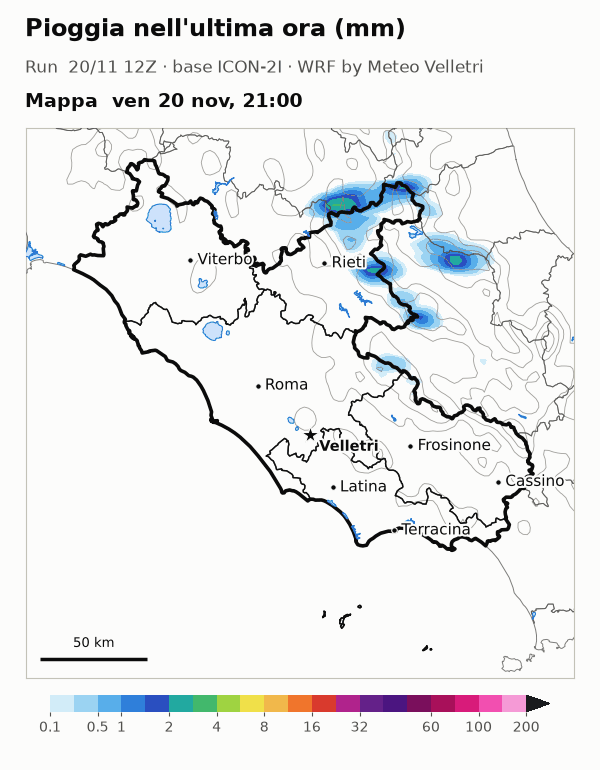 Pioggia nell'ultima ora (mm)
Run  20/11 12Z · base ICON-2I · WRF by Meteo Velletri
Mappa  ven 20 nov, 21:00
Viterbo
Rieti
Roma
Velletri
Frosinone
Latina
Cassino
Terracina
50 km
0.1 0.5 1 2 4 8 16 32 60 100 200